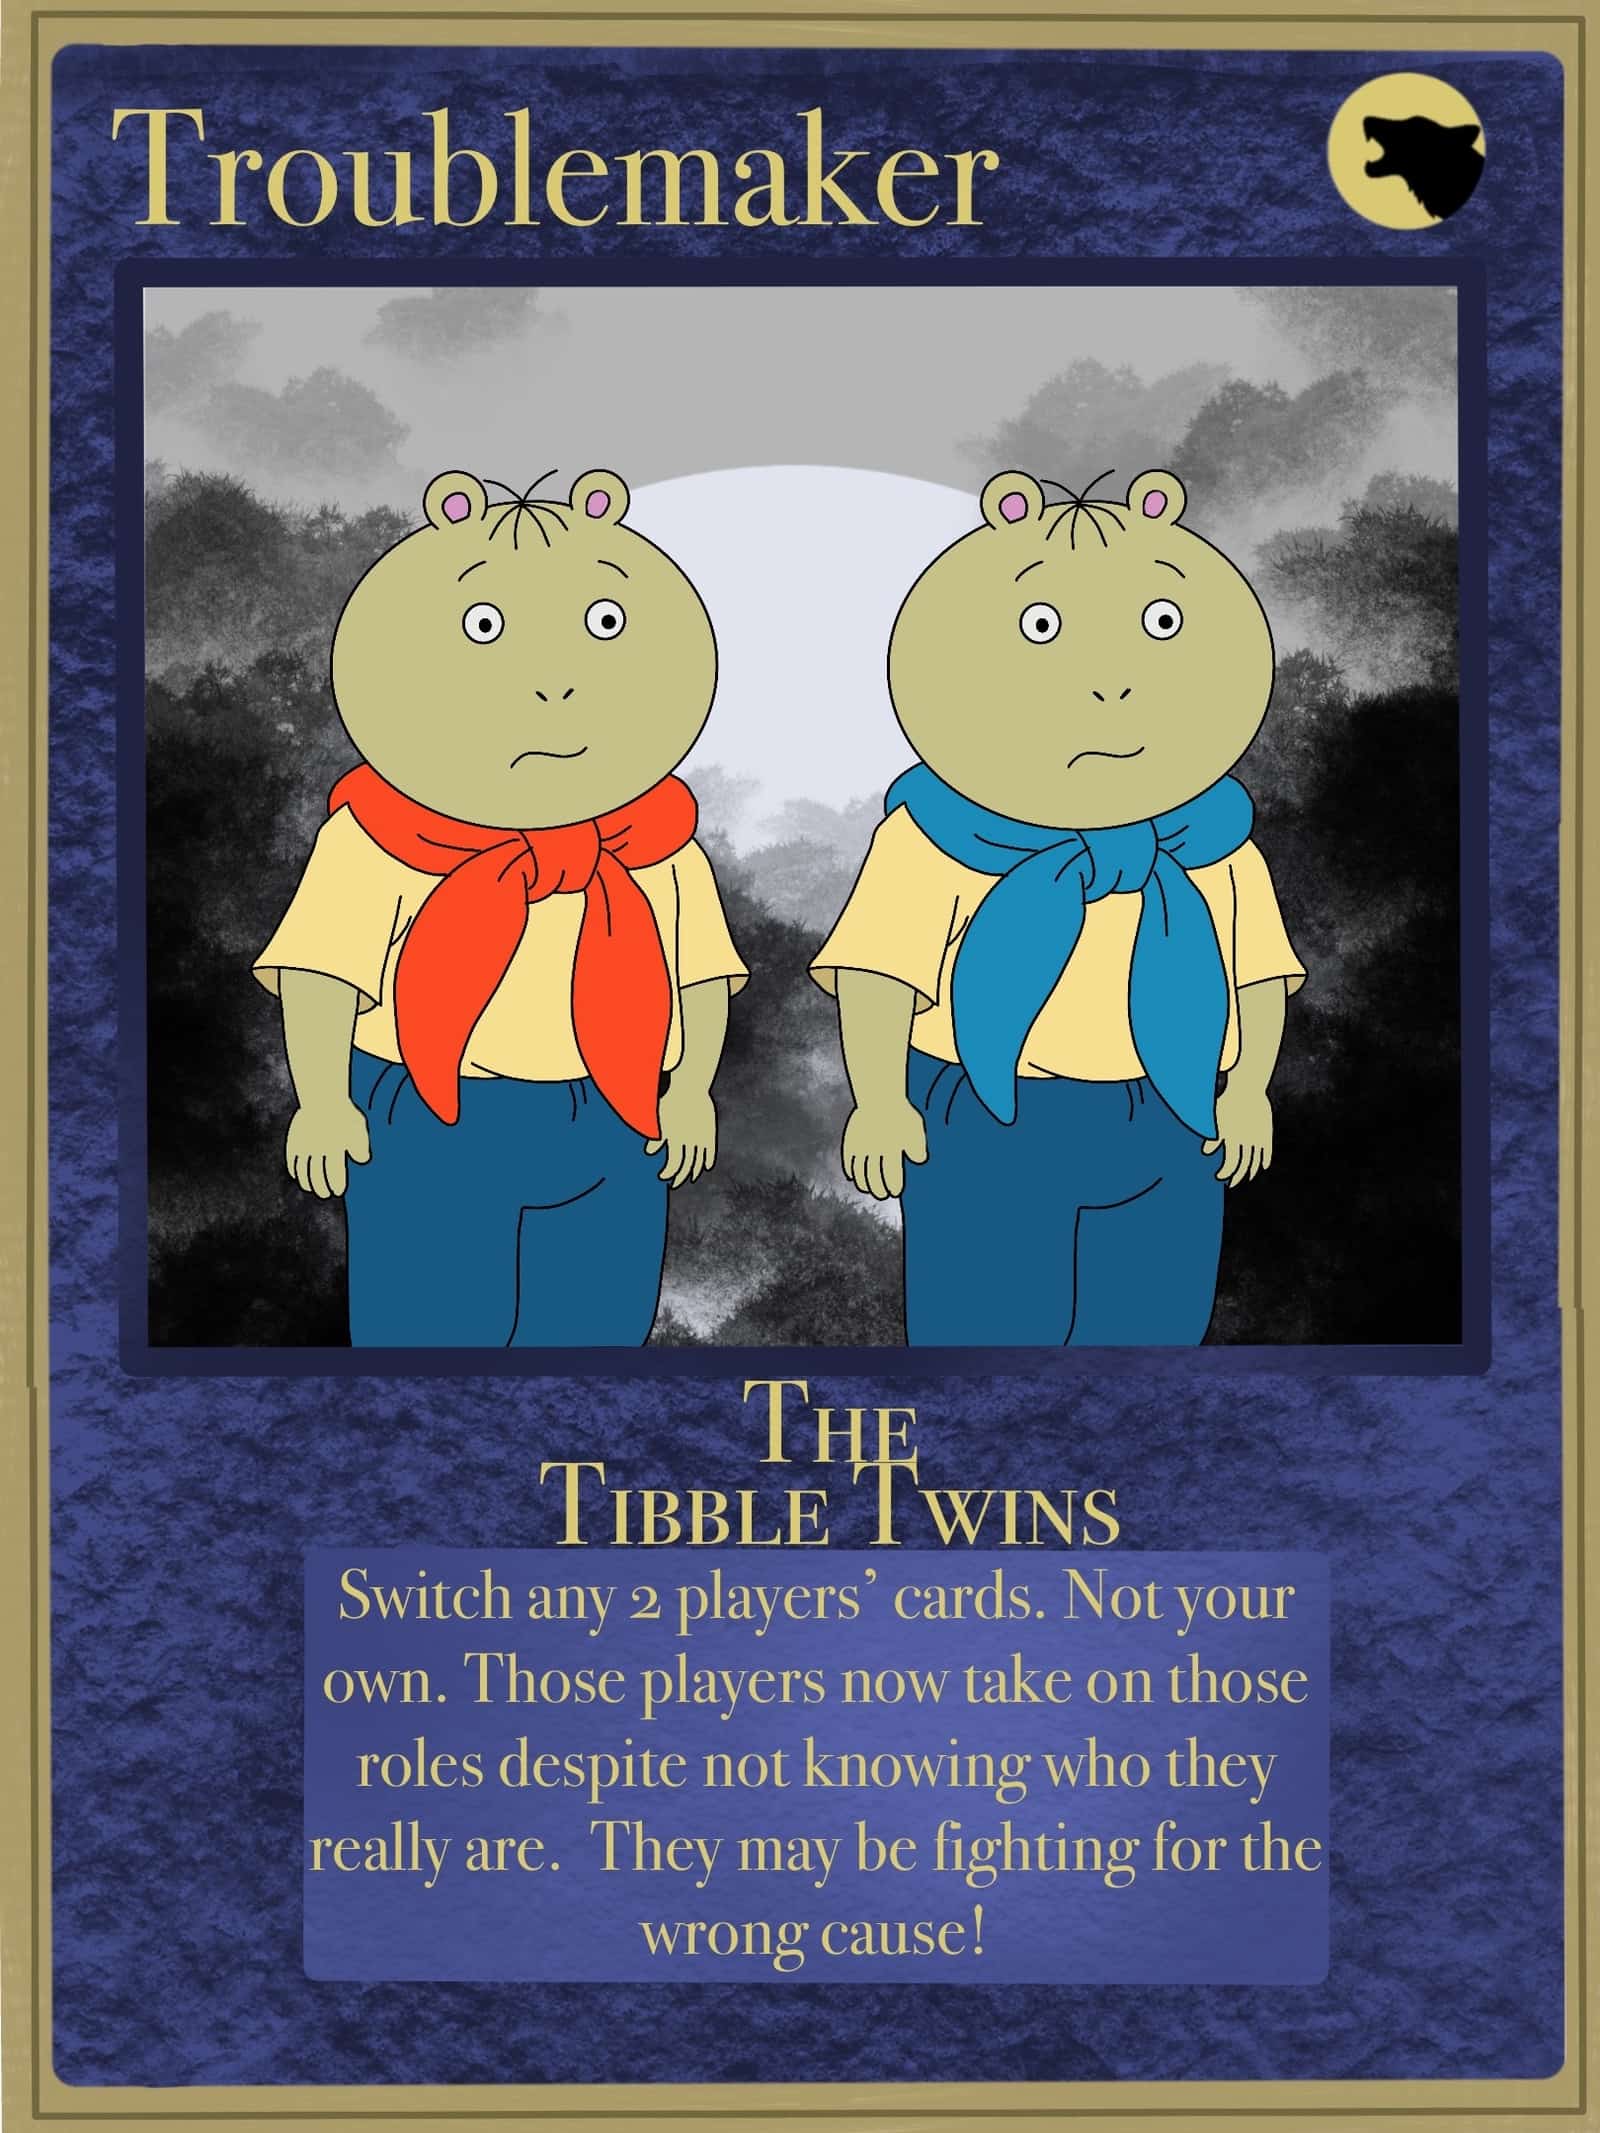 Troublemaker
The
Tibble Twins
Switch any 2 players’ cards. Not your
own. Those players now take on those
roles despite not knowing who they
really are.  They may be fighting for the
wrong cause!